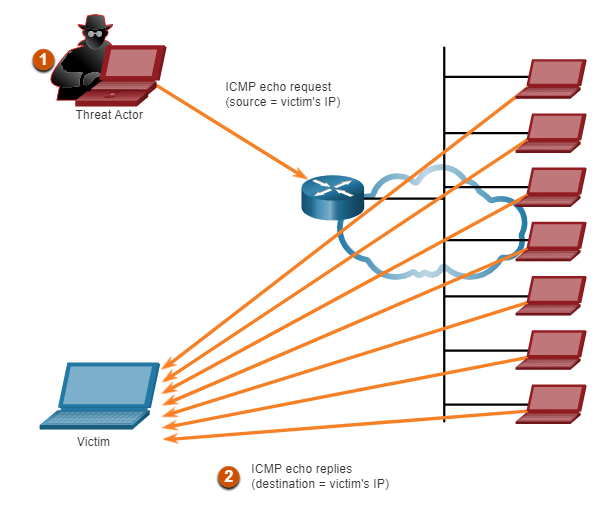 1
ICMP echo request
(source = victim's IP)
Threat Actor
Victim
2
ICMP echo replies
(destination = victim's IP)